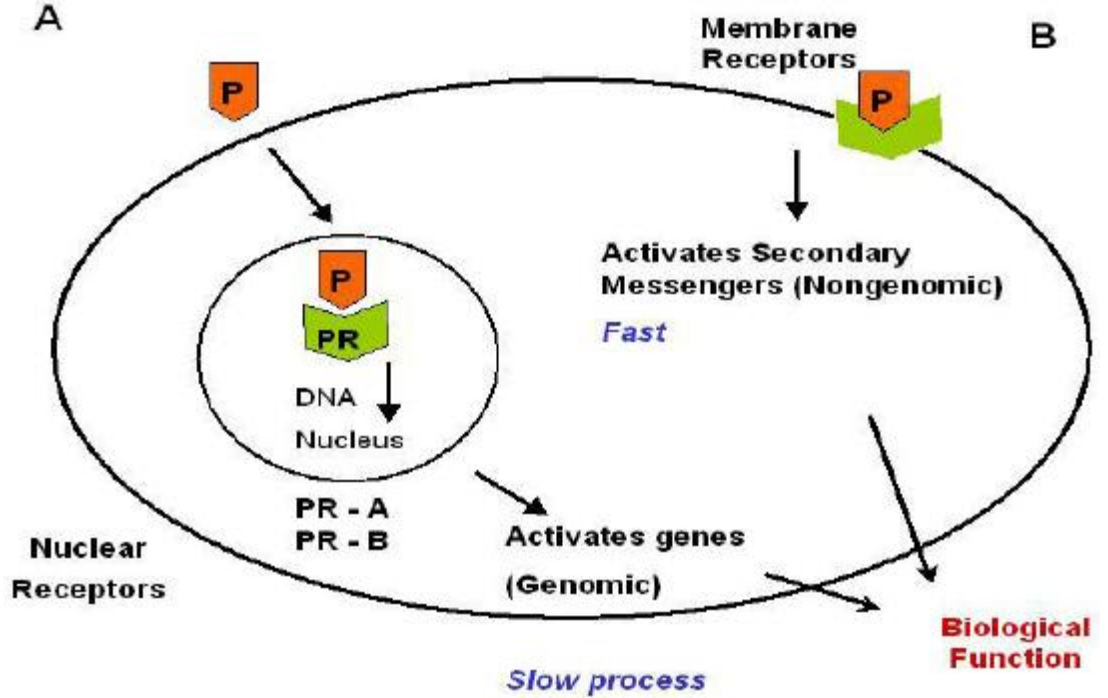 A
B
Membrane
Receptors
P
P
Activates Secondary
Messengers (Nongenomic)
Fast
P
PR
DNA
Nucleus
PR - A
PR - B
Nuclear
Receptors
Activates genes
(Genomic)
Slow process
Biological
Function